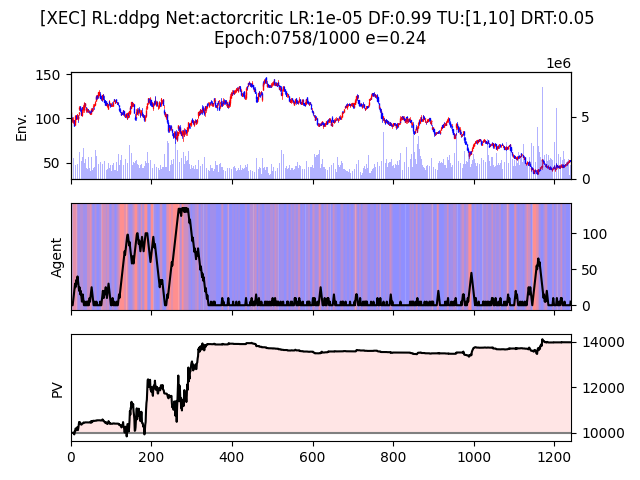 [XEC] RL:ddpg Net:actorcritic LR:1e-05 DF:0.99 TU:[1,10] DRT:0.05
Epoch:0758/1000 e=0.24
1e6
150
100
50
Env.
5
0
Agent
100
50
0
PV
14000
12000
10000
0 200 400 600 800 1000 1200